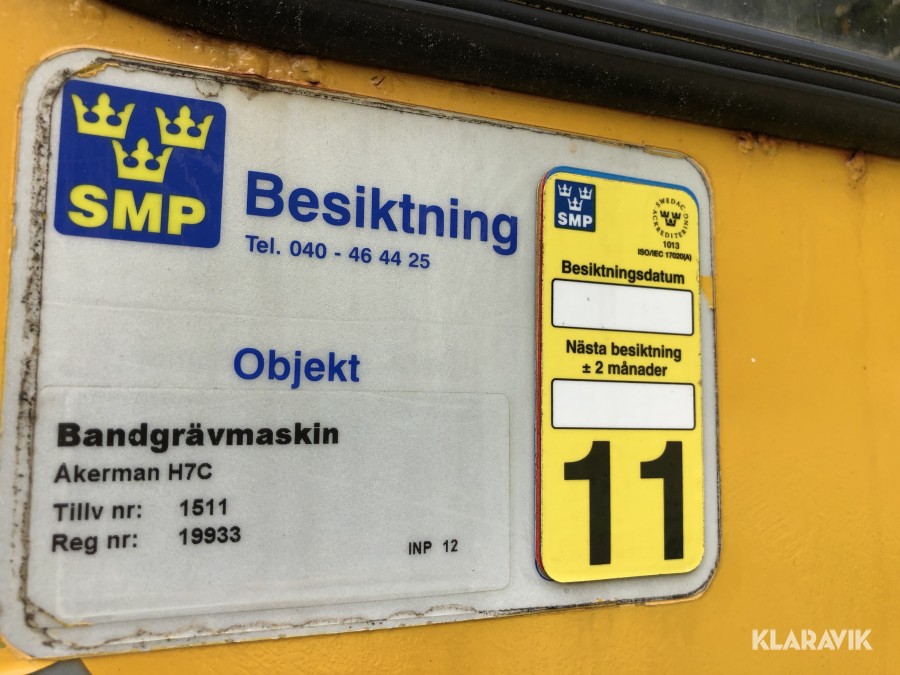 SMP
Besiktning
Tel. 040 - 46 44 25
Objekt
Bandgrävmaskin
Akerman H7C
Tillv nr: 1511
Reg nr: 19933
INP 12
SMP
SWEDAC ACKREDITERING
1013
ISO/IEC 17020(A)
Besiktningsdatum
Nästa besiktning
± 2 månader
11
KLARAVIK